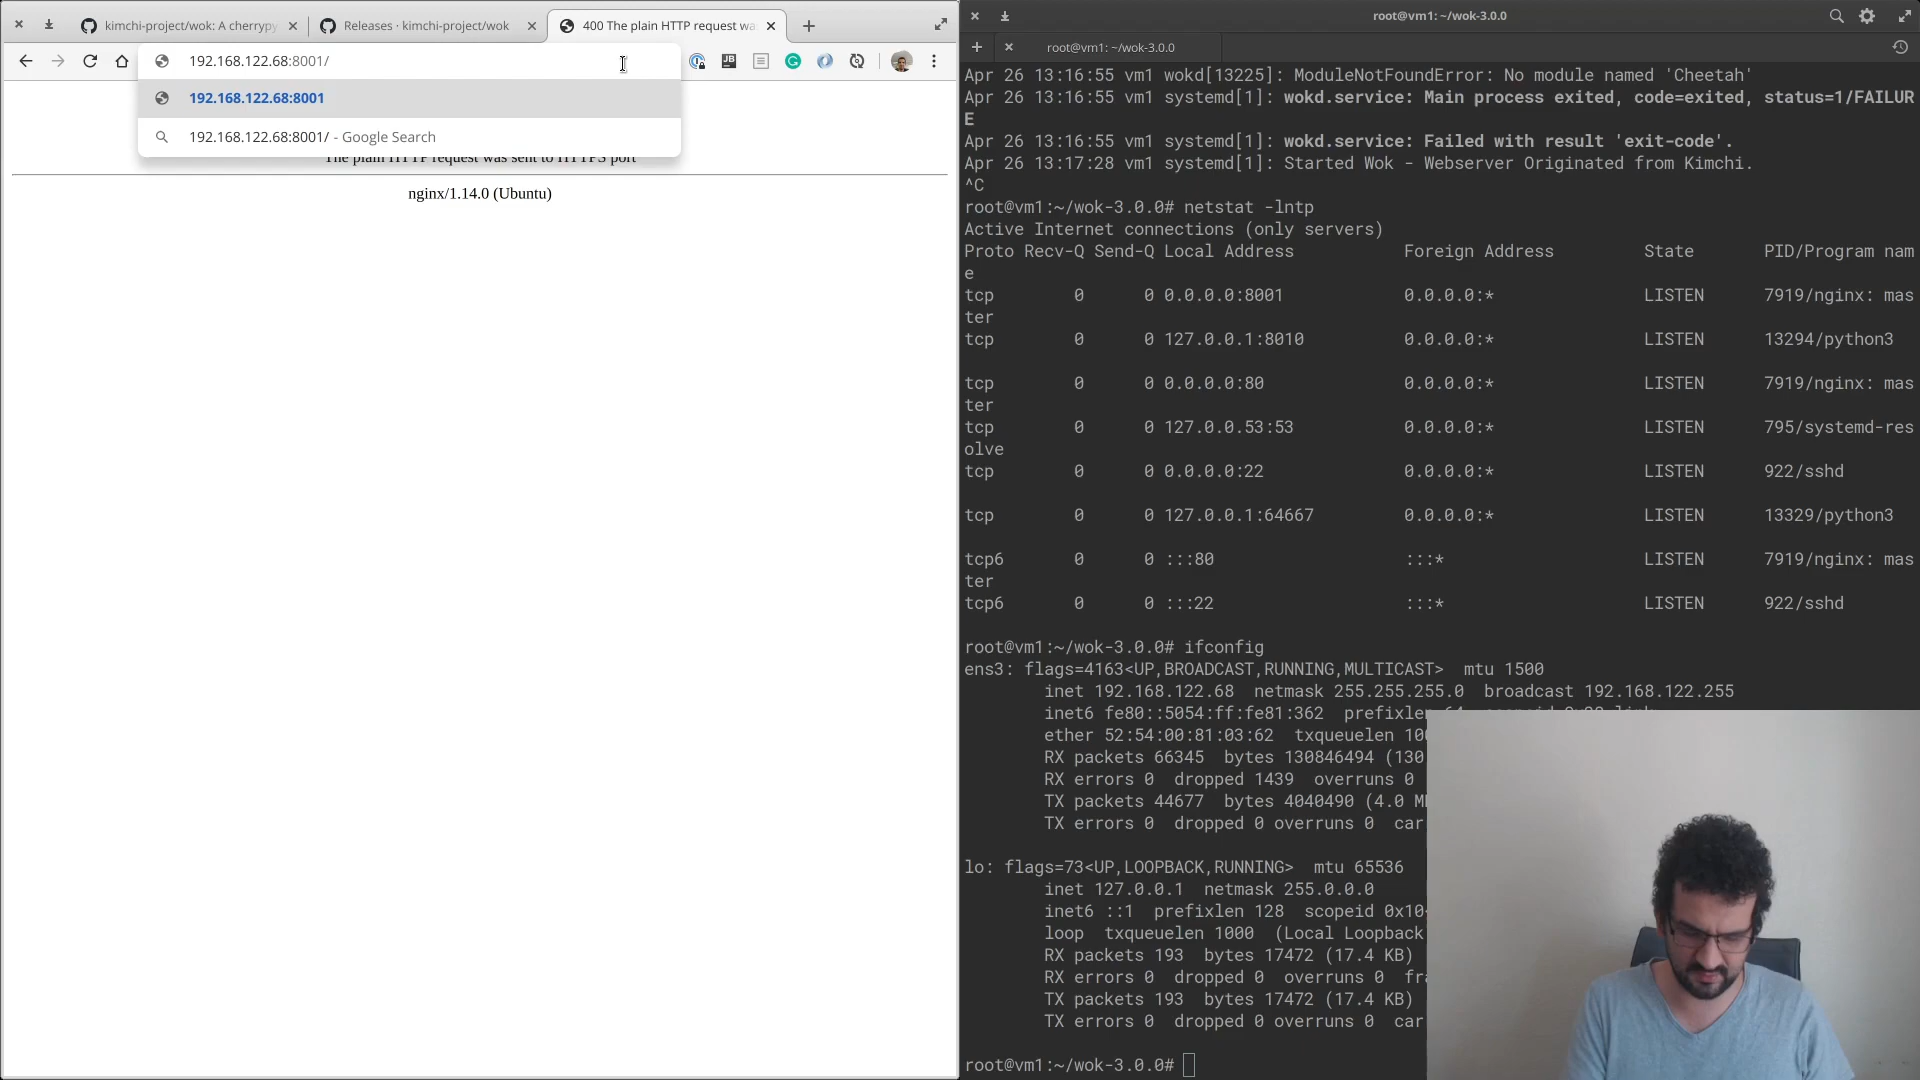 kimchi-project/wok: A cherrypy
Releases · kimchi-project/wok
400 The plain HTTP request wa
192.168.122.68:8001/
JB
192.168.122.68:8001
192.168.122.68:8001/ - Google Search
The plain HTTP request was sent to HTTPS port
nginx/1.14.0 (Ubuntu)
root@vm1: ~/wok-3.0.0
root@vm1: ~/wok-3.0.0
Apr 26 13:16:55 vm1 wokd[13225]: ModuleNotFoundError: No module named 'Cheetah'
Apr 26 13:16:55 vm1 systemd[1]: wokd.service: Main process exited, code=exited, status=1/FAILUR
E
Apr 26 13:16:55 vm1 systemd[1]: wokd.service: Failed with result 'exit-code'.
Apr 26 13:17:28 vm1 systemd[1]: Started Wok - Webserver Originated from Kimchi.
^C
root@vm1:~/wok-3.0.0# netstat -lntp
Active Internet connections (only servers)
Proto Recv-Q Send-Q Local Address Foreign Address State PID/Program nam
e
tcp 0 0 0.0.0.0:8001 0.0.0.0:* LISTEN 7919/nginx: mas
ter
tcp 0 0 127.0.0.1:8010 0.0.0.0:* LISTEN 13294/python3
tcp 0 0 0.0.0.0:80 0.0.0.0:* LISTEN 7919/nginx: mas
ter
tcp 0 0 127.0.0.53:53 0.0.0.0:* LISTEN 795/systemd-res
olve
tcp 0 0 0.0.0.0:22 0.0.0.0:* LISTEN 922/sshd
tcp 0 0 127.0.0.1:64667 0.0.0.0:* LISTEN 13329/python3
tcp6 0 0 :::80 :::* LISTEN 7919/nginx: mas
ter
tcp6 0 0 :::22 :::* LISTEN 922/sshd
root@vm1:~/wok-3.0.0# ifconfig
ens3: flags=4163<UP,BROADCAST,RUNNING,MULTICAST> mtu 1500
inet 192.168.122.68 netmask 255.255.255.0 broadcast 192.168.122.255
inet6 fe80::5054:ff:fe81:362 prefixlen
ether 52:54:00:81:03:62 txqueuelen 10
RX packets 66345 bytes 130846494 (130
RX errors 0 dropped 1439 overruns 0
TX packets 44677 bytes 4040490 (4.0 M
TX errors 0 dropped 0 overruns 0 car
lo: flags=73<UP,LOOPBACK,RUNNING> mtu 65536
inet 127.0.0.1 netmask 255.0.0.0
inet6 ::1 prefixlen 128 scopeid 0x10
loop txqueuelen 1000 (Local Loopback
RX packets 193 bytes 17472 (17.4 KB)
RX errors 0 dropped 0 overruns 0 fr
TX packets 193 bytes 17472 (17.4 KB)
TX errors 0 dropped 0 overruns 0 car
root@vm1:~/wok-3.0.0#